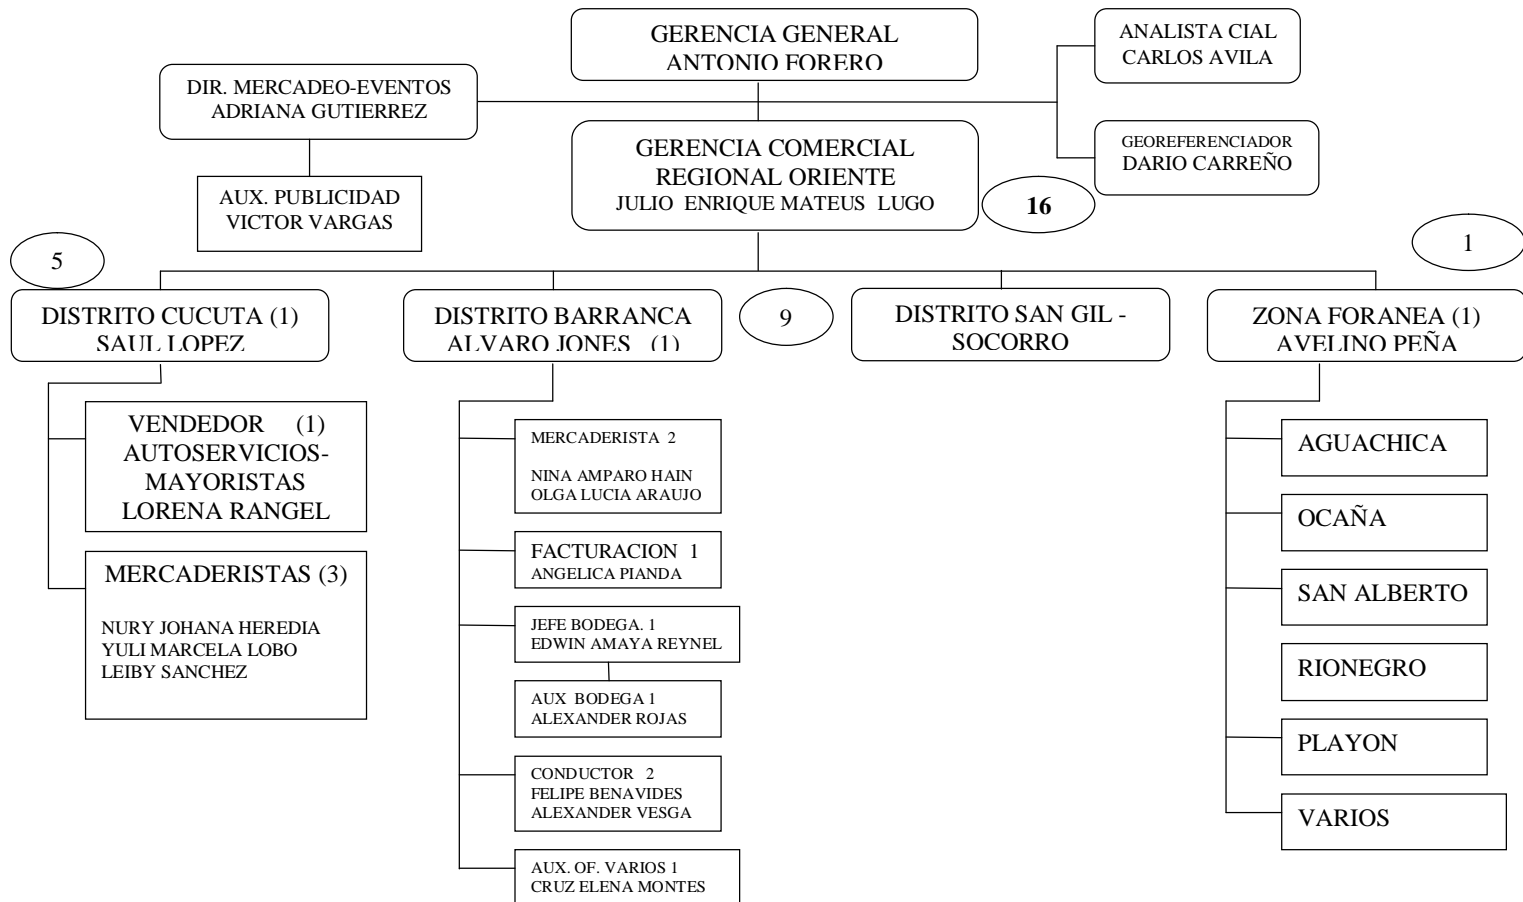 GERENCIA GENERAL
ANTONIO FORERO
ANALISTA CIAL
CARLOS AVILA
DIR. MERCADEO-EVENTOS
ADRIANA GUTIERREZ
GERENCIA COMERCIAL
REGIONAL ORIENTE
JULIO ENRIQUE MATEUS LUGO
GEOREFERENCIADOR
DARIO CARREÑO
AUX. PUBLICIDAD
VICTOR VARGAS
16
5
1
DISTRITO CUCUTA (1)
SAUL LOPEZ
DISTRITO BARRANCA
ALVARO JONES (1)
9
DISTRITO SAN GIL -
SOCORRO
ZONA FORANEA (1)
AVELINO PEÑA
VENDEDOR (1)
AUTOSERVICIOS-
MAYORISTAS
LORENA RANGEL
MERCADERISTAS (3)
NURY JOHANA HEREDIA
YULI MARCELA LOBO
LEIBY SANCHEZ
MERCADERISTA 2
NINA AMPARO HAIN
OLGA LUCIA ARAUJO
FACTURACION 1
ANGELICA PIANDA
JEFE BODEGA. 1
EDWIN AMAYA REYNEL
AUX BODEGA 1
ALEXANDER ROJAS
CONDUCTOR 2
FELIPE BENAVIDES
ALEXANDER VESGA
AUX. OF. VARIOS 1
CRUZ ELENA MONTES
AGUACHICA
OCAÑA
SAN ALBERTO
RIONEGRO
PLAYON
VARIOS